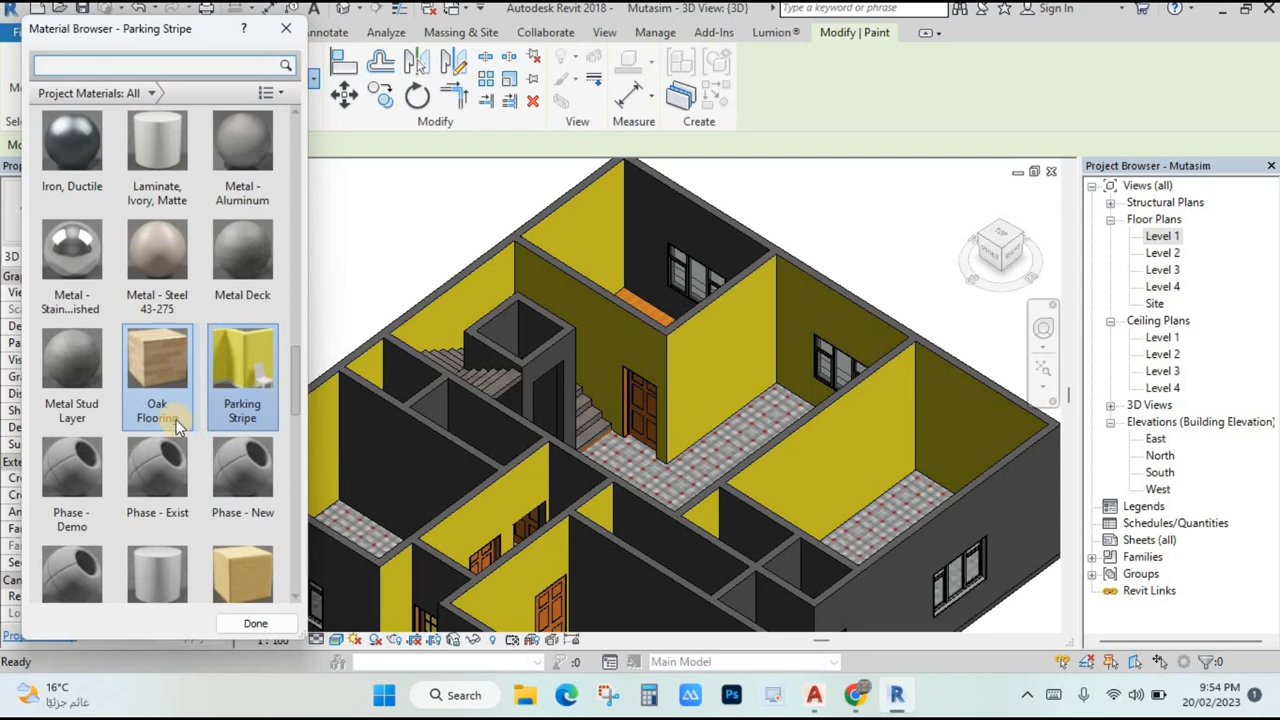 Autodesk Revit 2018 - Mutasim - 3D View: {3D}
Type a keyword or phrase
Sign In
Material Browser - Parking Stripe
Annotate Analyze Massing & Site Collaborate View Manage Add-Ins Lumion® Modify | Paint
Project Materials: All
Modify View Measure Create
Project Browser - Mutasim
Iron, Ductile
Laminate,
Ivory, Matte
Metal -
Aluminum
Metal -
Stain...ished
Metal - Steel
43-275
Metal Deck
Metal Stud
Layer
Oak
Flooring
Parking
Stripe
Phase -
Demo
Phase - Exist
Phase - New
Done
TOP
Views (all)
Structural Plans
Floor Plans
Level 1
Level 2
Level 3
Level 4
Site
Ceiling Plans
Level 1
Level 2
Level 3
Level 4
3D Views
Elevations (Building Elevation)
East
North
South
West
Legends
Schedules/Quantities
Sheets (all)
Families
Groups
Revit Links
1 : 100
Ready
:0
Main Model
:0
16°C
غائم جزئيًا
Search
Ps
A
R
9:54 PM
20/02/2023